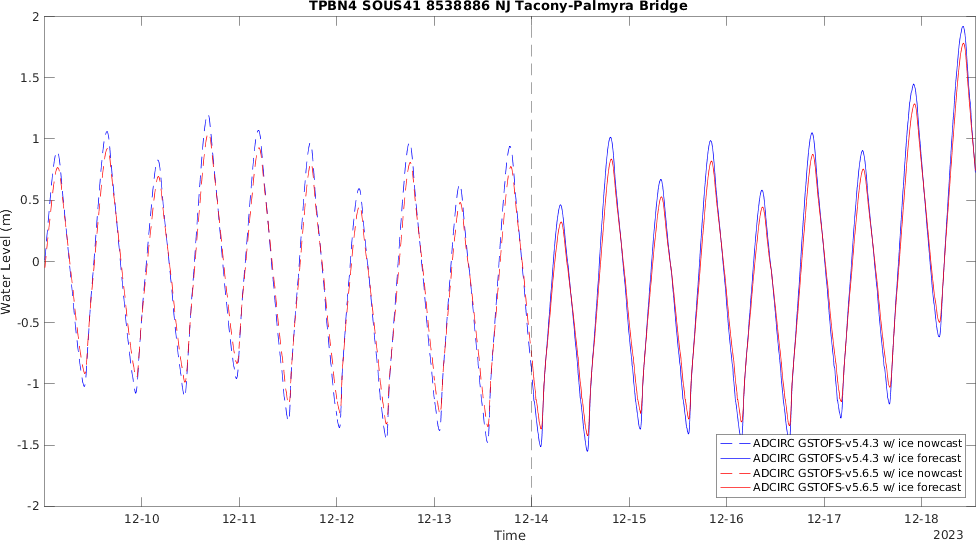 TPBN4 SOUS41 8538886 NJ Tacony-Palmyra Bridge
2
1.5
1
0.5
0
-0.5
-1
-1.5
-2
Water Level (m)
ADCIRC GSTOFS-v5.4.3 w/ ice nowcast
ADCIRC GSTOFS-v5.4.3 w/ ice forecast
ADCIRC GSTOFS-v5.6.5 w/ ice nowcast
ADCIRC GSTOFS-v5.6.5 w/ ice forecast
12-10 12-11 12-12 12-13 12-14 12-15 12-16 12-17 12-18
Time
2023